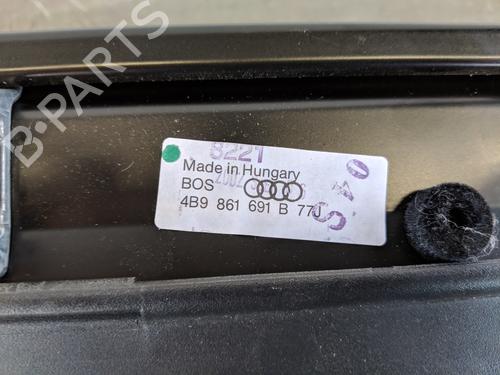 B-PARTS
8221
Made in Hungary
BOS
4B9 861 691 B 77J